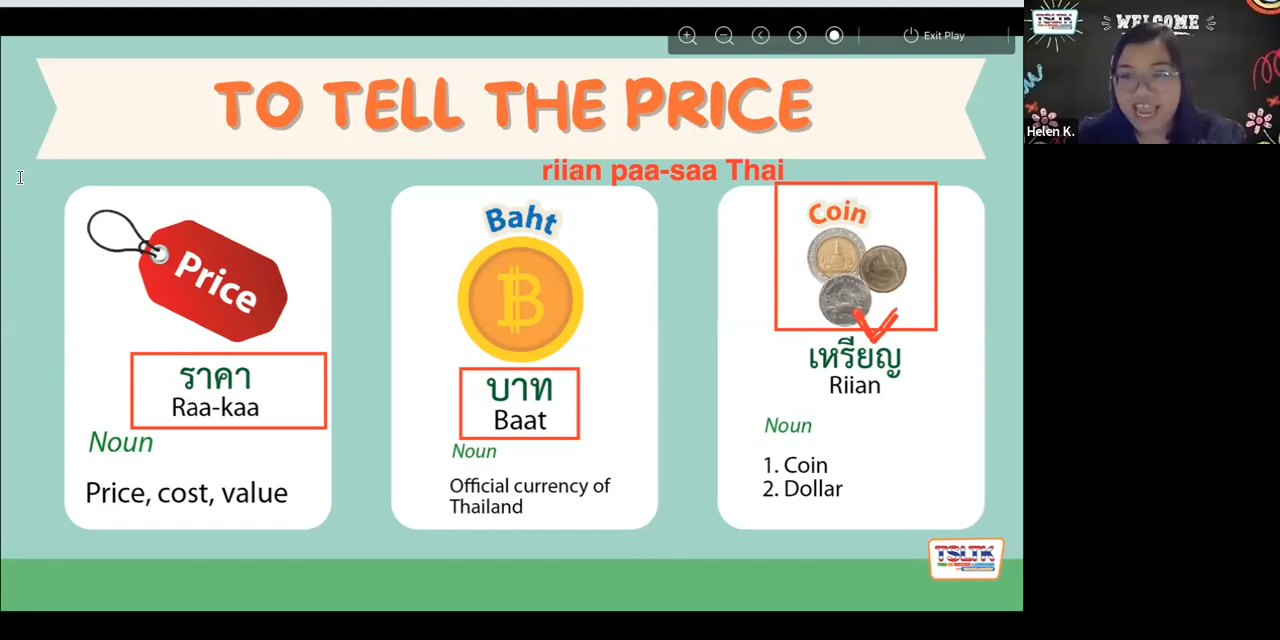 Exit Play
TSLTK
WELCOME
Helen K.
TO TELL THE PRICE
riian paa-saa Thai
Price
ราคา
Raa-kaa
Noun
Price, cost, value
Baht
บาท
Baat
Noun
Official currency of
Thailand
Coin
เหรียญ
Riian
Noun
1. Coin
2. Dollar
TSLTK